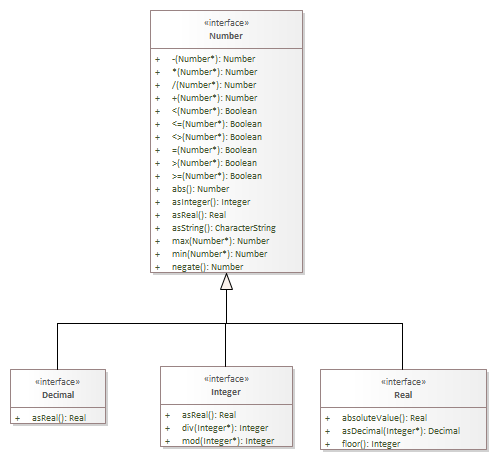 «interface»
Number
+ -(Number*): Number
+ *(Number*): Number
+ /(Number*): Number
+ +(Number*): Number
+ <(Number*): Boolean
+ <=(Number*): Boolean
+ <>(Number*): Boolean
+ =(Number*): Boolean
+ >(Number*): Boolean
+ >=(Number*): Boolean
+ abs(): Number
+ asInteger(): Integer
+ asReal(): Real
+ asString(): CharacterString
+ max(Number*): Number
+ min(Number*): Number
+ negate(): Number
«interface»
Decimal
+ asReal(): Real
«interface»
Integer
+ asReal(): Real
+ div(Integer*): Integer
+ mod(Integer*): Integer
«interface»
Real
+ absoluteValue(): Real
+ asDecimal(Integer*): Decimal
+ floor(): Integer